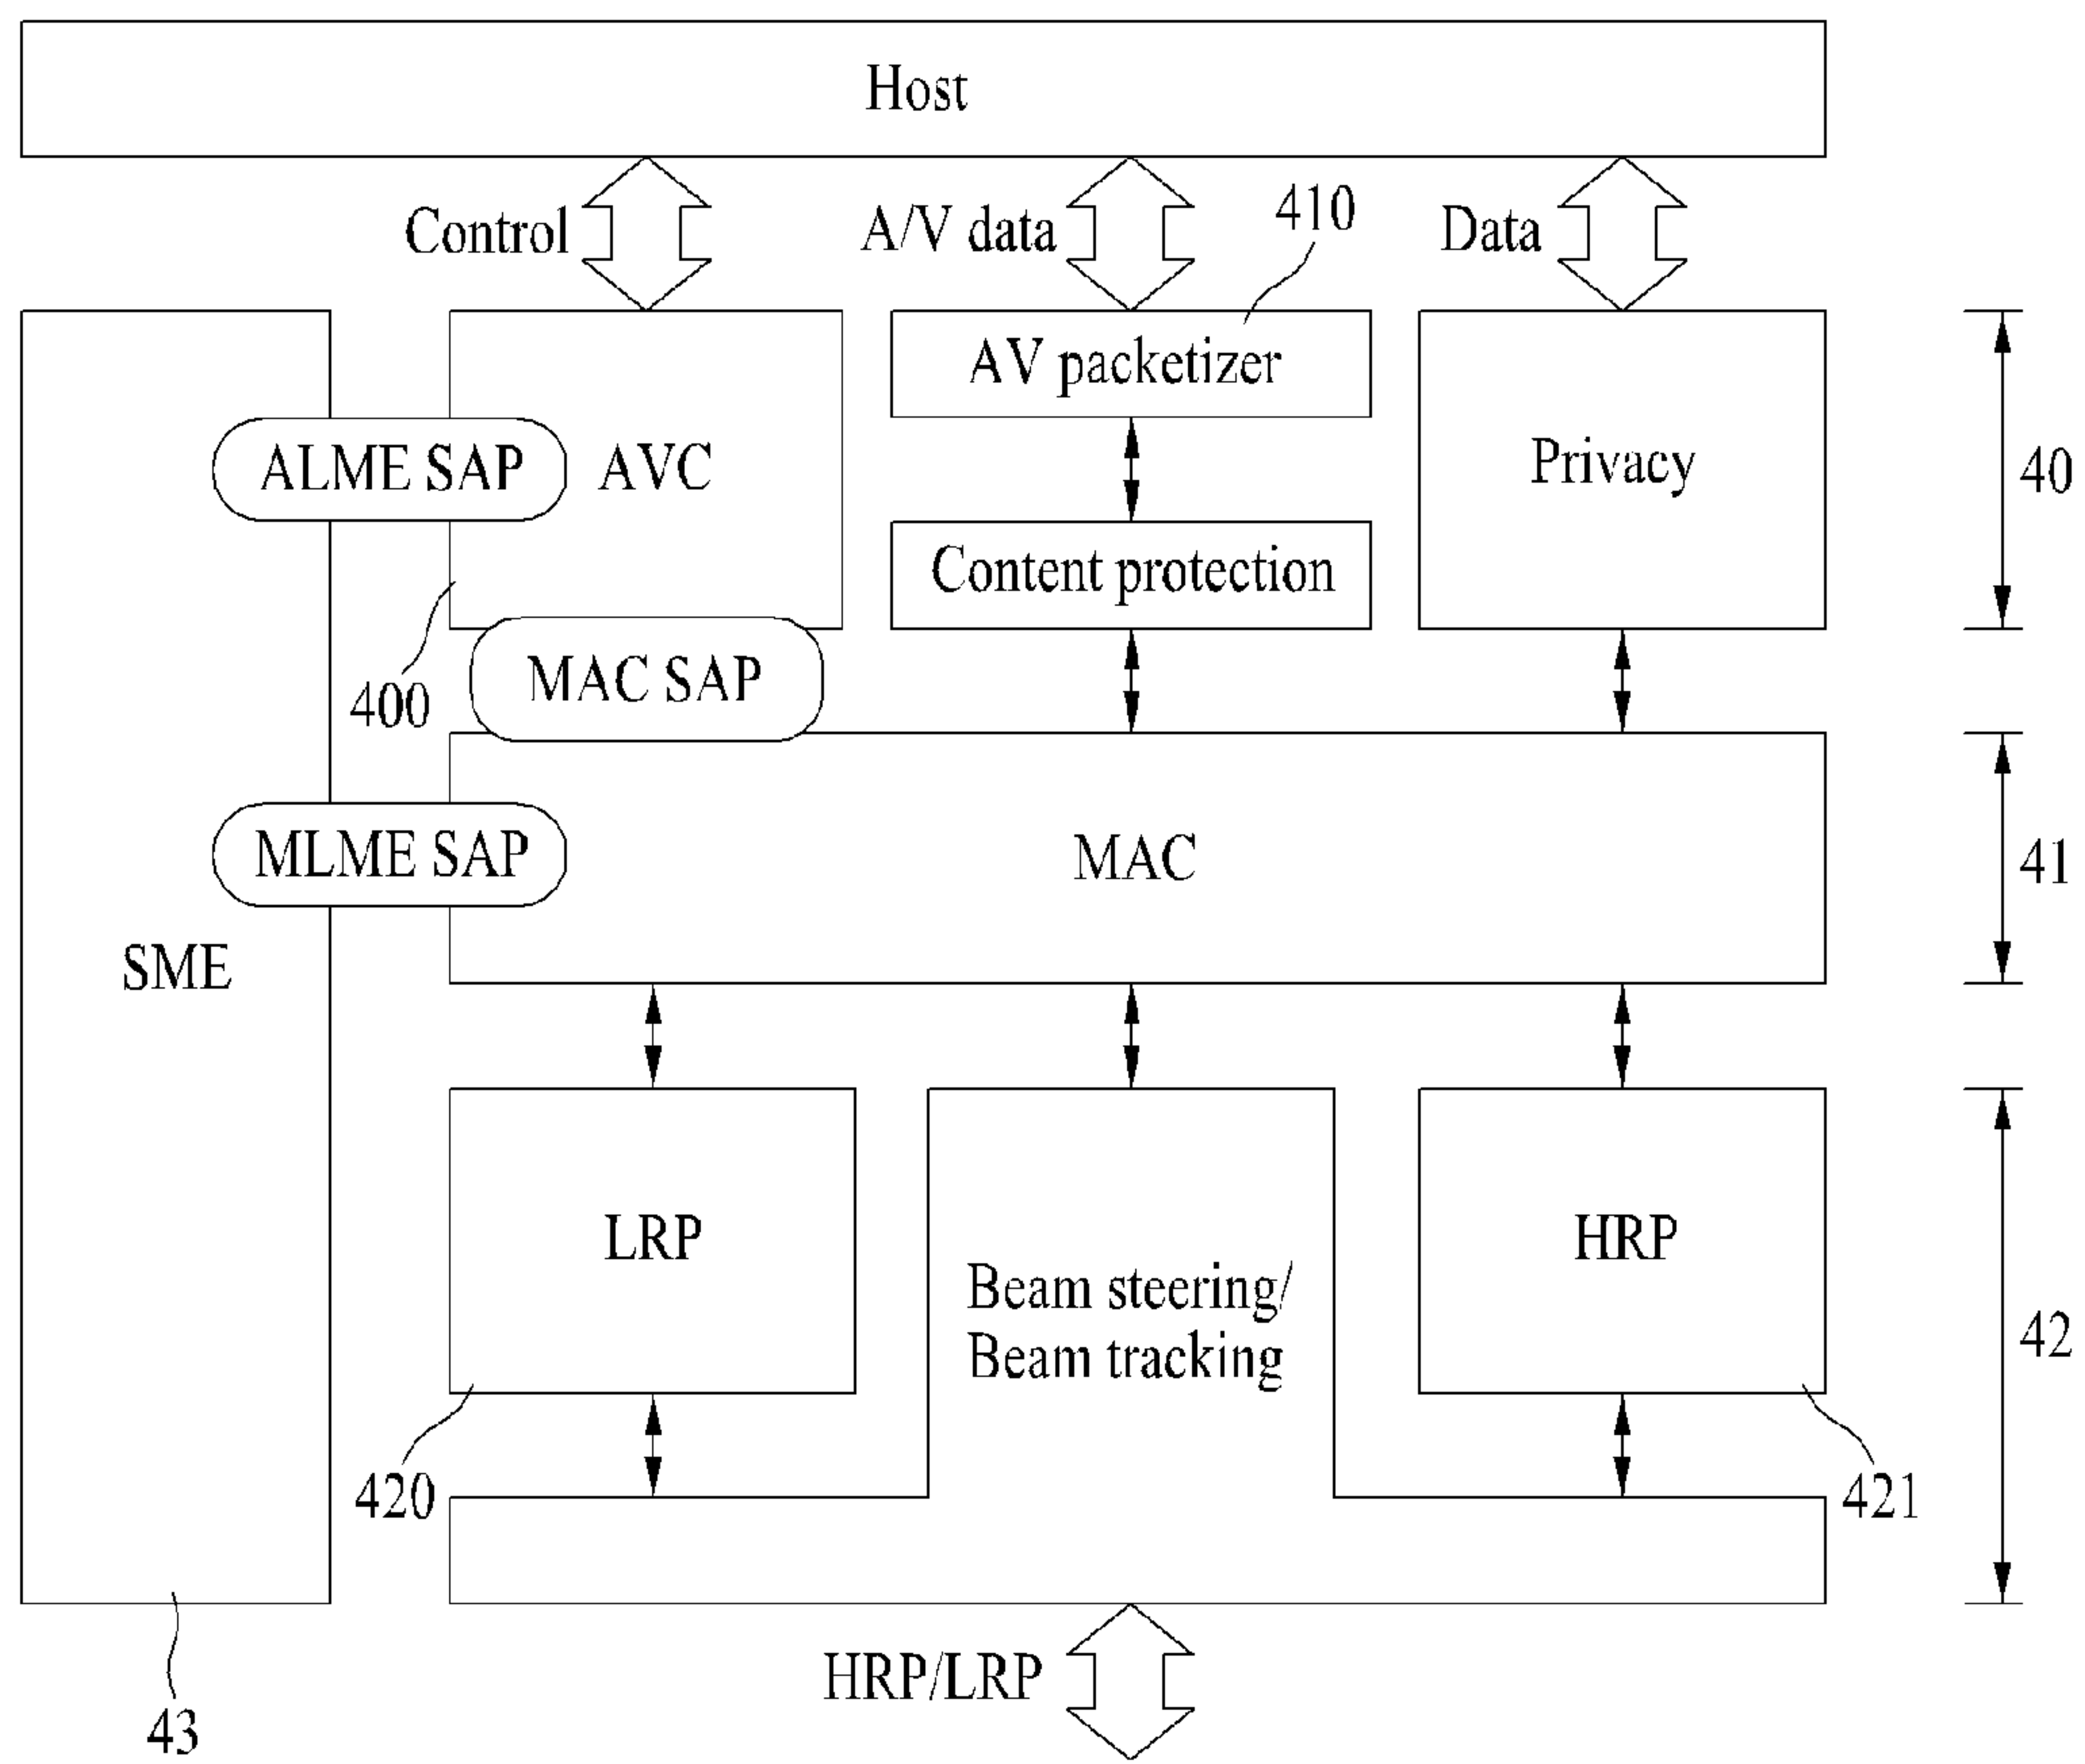 Host
Control
A/V data
410
Data
AV packetizer
ALME SAP
AVC
Privacy
40
Content protection
400
MAC SAP
MLME SAP
MAC
41
SME
LRP
HRP
Beam steering/
Beam tracking
42
420
421
HRP/LRP
43